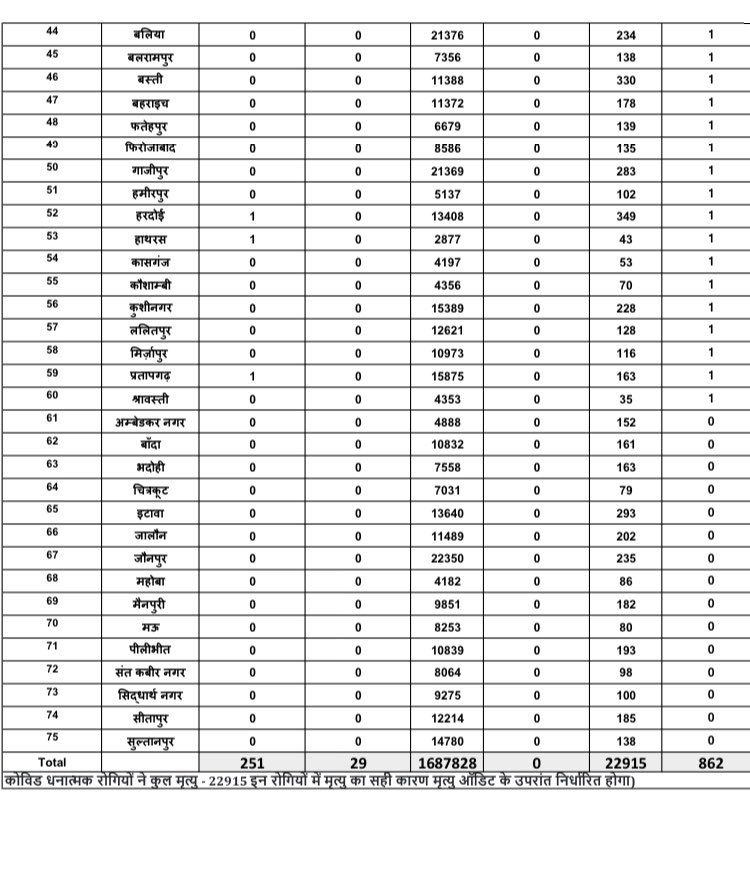 44 बलिया 0 0 21376 0 234 1
45 बलरामपुर 0 0 7356 0 138 1
46 बस्ती 0 0 11388 0 330 1
47 बहराइच 0 0 11372 0 178 1
48 फतेहपुर 0 0 6679 0 139 1
49 फिरोजाबाद 0 0 8586 0 135 1
50 गाजीपुर 0 0 21369 0 283 1
51 हमीरपुर 0 0 5137 0 102 1
52 हरदोई 1 0 13408 0 349 1
53 हाथरस 1 0 2877 0 43 1
54 कासगंज 0 0 4197 0 53 1
55 कौशाम्बी 0 0 4356 0 70 1
56 कुशीनगर 0 0 15389 0 228 1
57 ललितपुर 0 0 12621 0 128 1
58 मिर्ज़ापुर 0 0 10973 0 116 1
59 प्रतापगढ़ 1 0 15875 0 163 1
60 श्रावस्ती 0 0 4353 0 35 1
61 अम्बेडकर नगर 0 0 4888 0 152 0
62 बाँदा 0 0 10832 0 161 0
63 भदोही 0 0 7558 0 163 0
64 चित्रकूट 0 0 7031 0 79 0
65 इटावा 0 0 13640 0 293 0
66 जालौन 0 0 11489 0 202 0
67 जौनपुर 0 0 22350 0 235 0
68 महोबा 0 0 4182 0 86 0
69 मैनपुरी 0 0 9851 0 182 0
70 मऊ 0 0 8253 0 80 0
71 पीलीभीत 0 0 10839 0 193 0
72 संत कबीर नगर 0 0 8064 0 98 0
73 सिद्धार्थ नगर 0 0 9275 0 100 0
74 सीतापुर 0 0 12214 0 185 0
75 सुल्तानपुर 0 0 14780 0 138 0
Total 251 29 1687828 0 22915 862
कोविड धनात्मक रोगियों ने कुल मृत्यु - 22915 इन रोगियों में मृत्यु का सही कारण मृत्यु ऑडिट के उपरांत निर्धारित होगा)